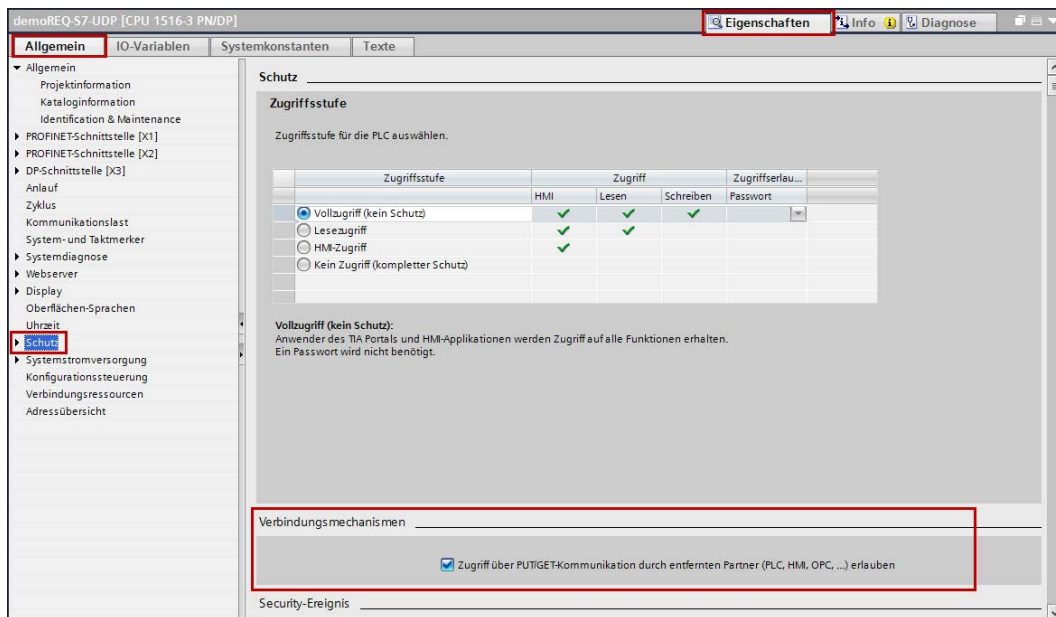 demoREQ-S7-UDP [CPU 1516-3 PN/DP]
Eigenschaften
Info
Diagnose
Allgemein
IO-Variablen
Systemkonstanten
Texte
Allgemein
Projektinformation
Kataloginformation
Identification & Maintenance
PROFINET-Schnittstelle [X1]
PROFINET-Schnittstelle [X2]
DP-Schnittstelle [X3]
Anlauf
Zyklus
Kommunikationslast
System- und Taktmerker
Systemdiagnose
Webserver
Display
Oberflächen-Sprachen
Uhrzeit
Schutz
Systemstromversorgung
Konfigurationssteuerung
Verbindungsressourcen
Adressübersicht
Schutz
Zugriffsstufe
Zugriffsstufe für die PLC auswählen.
Zugriffsstufe Zugriff Zugriffserlau...
HMI Lesen Schreiben Passwort
Vollzugriff (kein Schutz)
Lesezugriff
HMI-Zugriff
Kein Zugriff (kompletter Schutz)
Vollzugriff (kein Schutz):
Anwender des TIA Portals und HMI-Applikationen werden Zugriff auf alle Funktionen erhalten.
Ein Passwort wird nicht benötigt.
Verbindungsmechanismen
Zugriff über PUT/GET-Kommunikation durch entfernten Partner (PLC, HMI, OPC, ...) erlauben
Security-Ereignis